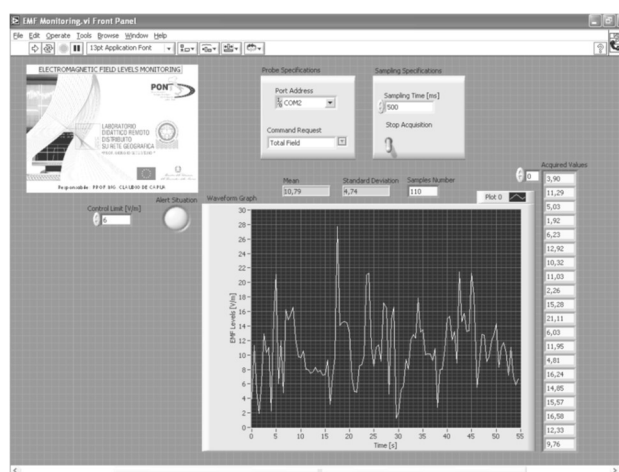 EMF Monitoring.vi Front Panel
File Edit Operate Tools Browse Window Help
13pt Application Font
ELECTROMAGNETIC FIELD LEVELS MONITORING
PON
LABORATORIO
DIDATTICO REMOTO
DISTRIBUITO
SU RETE GEOGRAFICA
Responsabile : PROF. ING. CLAUDIO DE CAPUA
Probe Specifications
Port Address
COM2
Command Request
Total Field
Sampling Specifications
Sampling Time [ms]
500
Stop Acquisition
Mean
10,79
Standard Deviation
4,74
Samples Number
110
Control Limit [V/m]
6
Alert Situation
Waveform Graph
Plot 0
EMF Levels [V/m]
30
28
26
24
22
20
18
16
14
12
10
8
6
4
2
0
0 5 10 15 20 25 30 35 40 45 50 55
Time [s]
Acquired Values
0
3,90
11,29
5,03
1,92
6,23
12,92
10,32
11,03
2,26
15,28
21,11
6,03
11,95
4,81
16,24
14,85
15,57
16,58
12,33
9,76